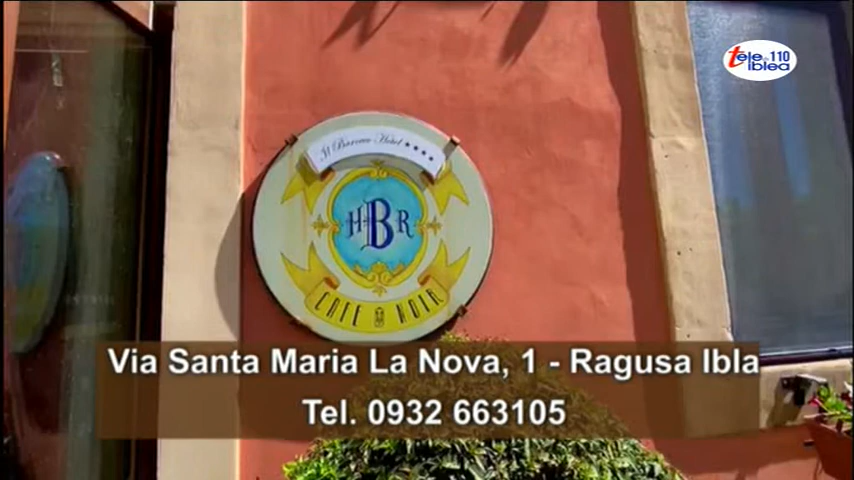 téle 110
iblea
Il Barocco Hotel ★★★★
HBR
CAFE NOIR
Via Santa Maria La Nova, 1 - Ragusa Ibla
Tel. 0932 663105